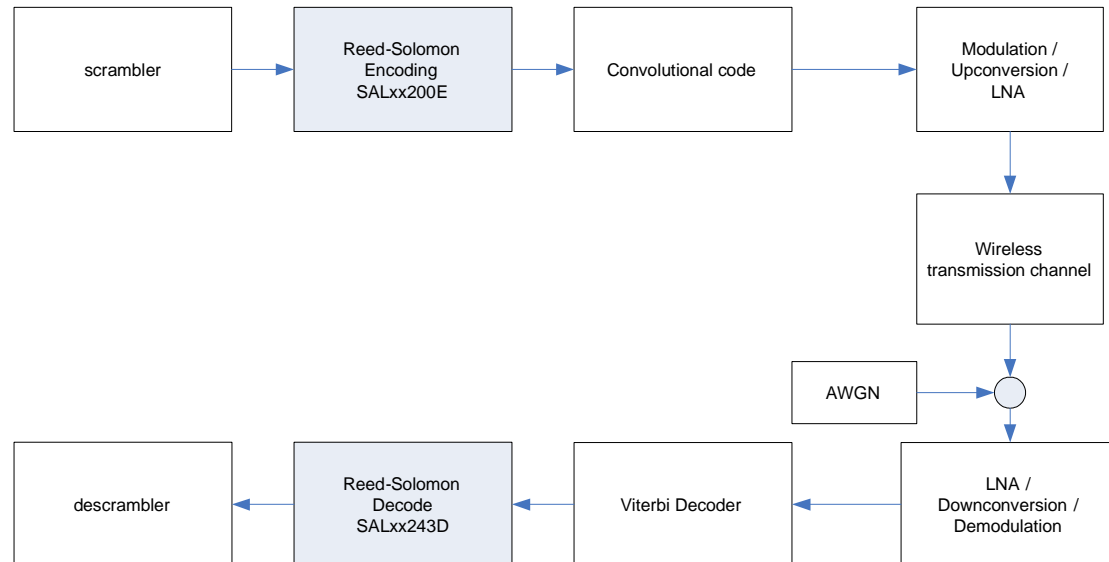 scrambler
Reed-Solomon
Encoding
SALxx200E
Convolutional code
Modulation /
Upconversion /
LNA
Wireless
transmission channel
AWGN
descrambler
Reed-Solomon
Decode
SALxx243D
Viterbi Decoder
LNA /
Downconversion /
Demodulation